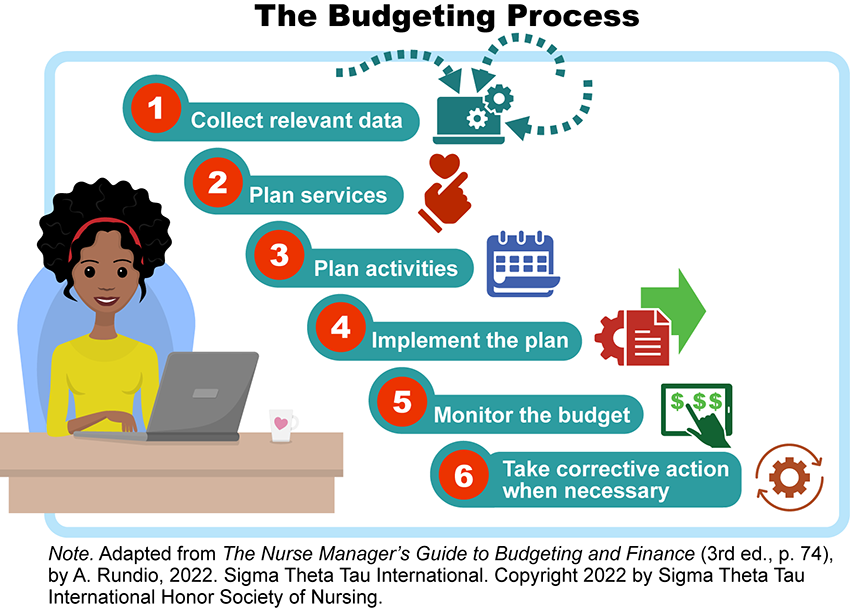 The Budgeting Process
1
Collect relevant data
2
Plan services
3
Plan activities
4
Implement the plan
5
Monitor the budget
$ $$
6
Take corrective action
when necessary
Note. Adapted from The Nurse Manager’s Guide to Budgeting and Finance (3rd ed., p. 74),
by A. Rundio, 2022. Sigma Theta Tau International. Copyright 2022 by Sigma Theta Tau
International Honor Society of Nursing.